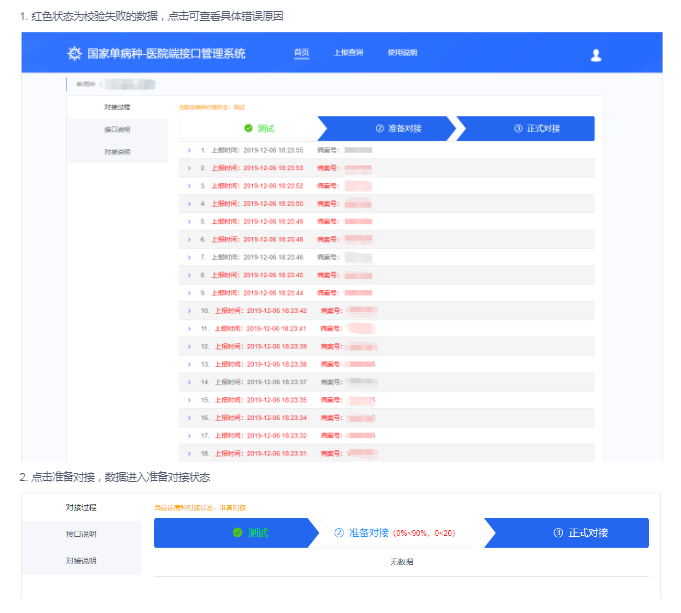 1. 红色状态为校验失败的数据，点击可查看具体错误原因
国家单病种-医院端接口管理系统 首页 上报查询 使用说明
单病种 /
对接过程 当前该病种对接状态：测试
接口说明 测试 ② 准备对接 ③ 正式对接
对接说明
1. 上报时间：2019-12-06 18:23:55 病案号：
2. 上报时间：2019-12-06 18:23:53 病案号：
3. 上报时间：2019-12-06 18:23:52 病案号：
4. 上报时间：2019-12-06 18:23:50 病案号：
5. 上报时间：2019-12-06 18:23:49 病案号：
6. 上报时间：2019-12-06 18:23:48 病案号：
7. 上报时间：2019-12-06 18:23:46 病案号：
8. 上报时间：2019-12-06 18:23:45 病案号：
9. 上报时间：2019-12-06 18:23:44 病案号：
10. 上报时间：2019-12-06 18:23:42 病案号：
11. 上报时间：2019-12-06 18:23:41 病案号：
12. 上报时间：2019-12-06 18:23:39 病案号：
13. 上报时间：2019-12-06 18:23:38 病案号：
14. 上报时间：2019-12-06 18:23:37 病案号：
15. 上报时间：2019-12-06 18:23:35 病案号：
16. 上报时间：2019-12-06 18:23:34 病案号：
17. 上报时间：2019-12-06 18:23:32 病案号：
18. 上报时间：2019-12-06 18:23:31 病案号：
2. 点击准备对接，数据进入准备对接状态
对接过程 当前该病种对接状态：准备对接
接口说明 测试 ② 准备对接 (0%<90%，0<20) ③ 正式对接
对接说明 无数据